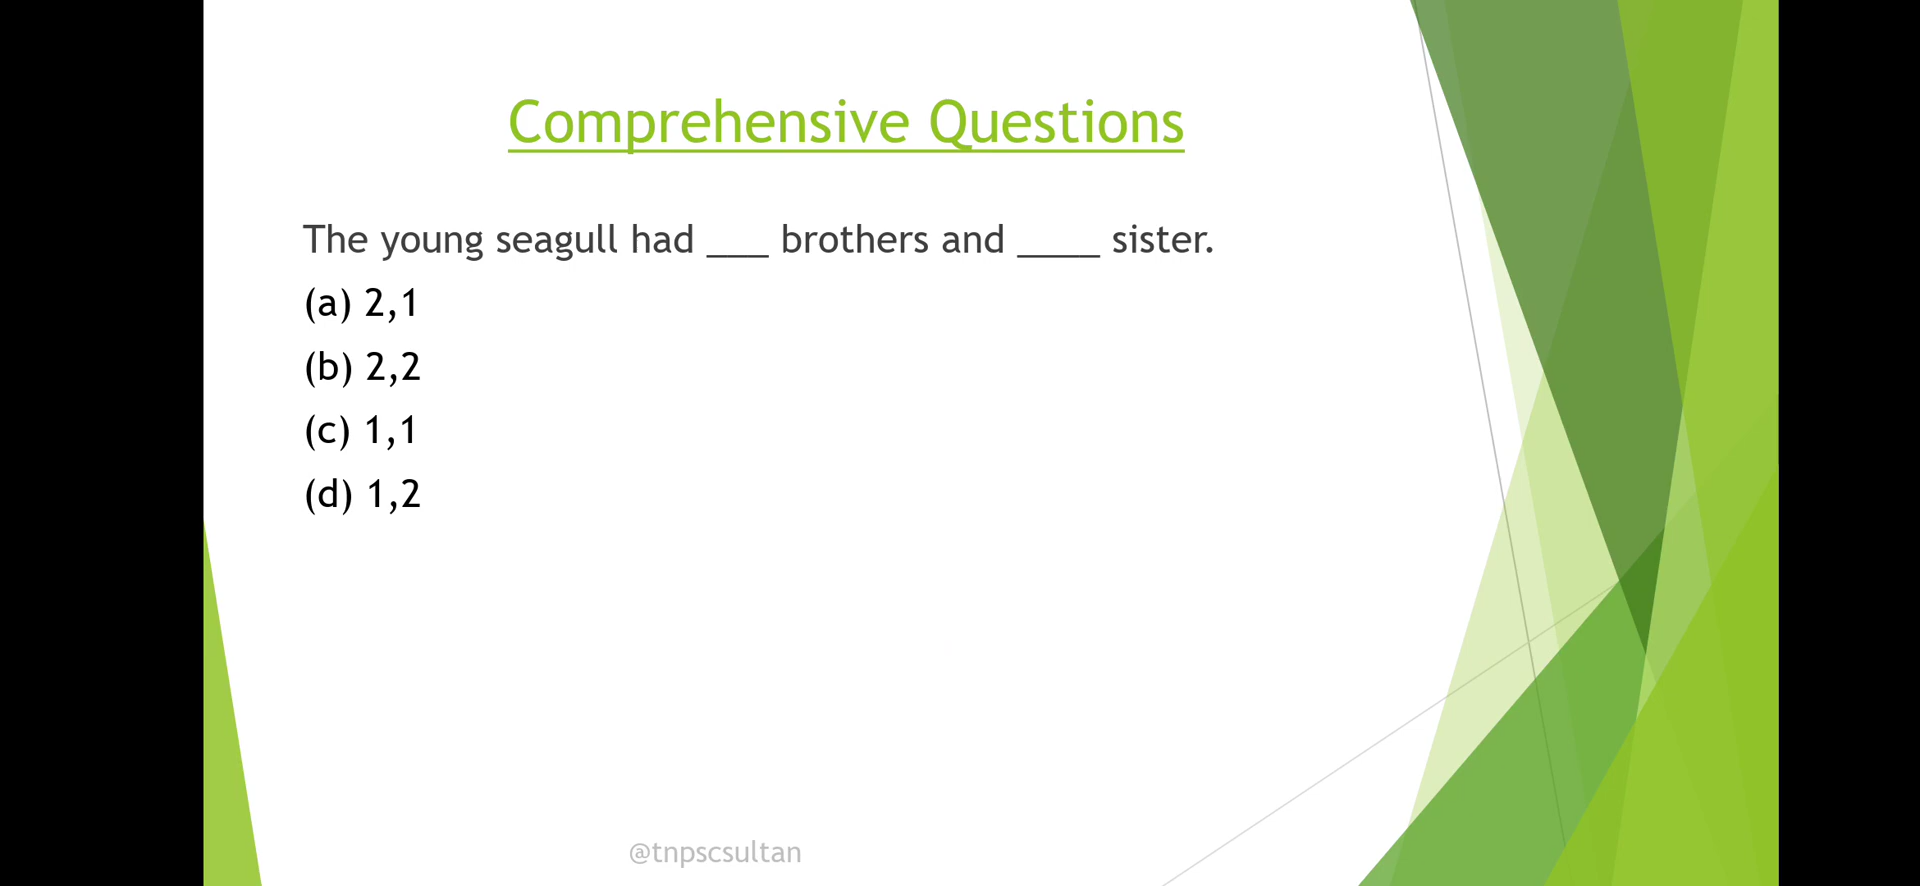 Comprehensive Questions
The young seagull had ___ brothers and ____ sister.
(a) 2,1
(b) 2,2
(c) 1,1
(d) 1,2
@tnpscsultan